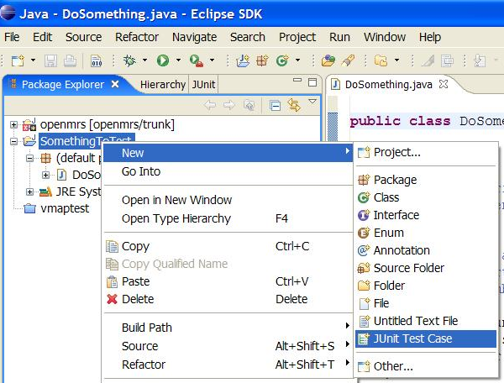 Java - DoSomething.java - Eclipse SDK
File Edit Source Refactor Navigate Search Project Run Window Help
Package Explorer Hierarchy JUnit
DoSomething.java
openmrs [openmrs/trunk]
public class DoSome
SomethingToTest
(default p
DoSo
JRE Sys
vmaptest
New
Go Into
Open in New Window
Open Type Hierarchy F4
Copy Ctrl+C
Copy Qualified Name
Paste Ctrl+V
Delete Delete
Build Path
Source Alt+Shift+S
Refactor Alt+Shift+T
Project...
Package
Class
Interface
Enum
Annotation
Source Folder
Folder
File
Untitled Text File
JUnit Test Case
Other...